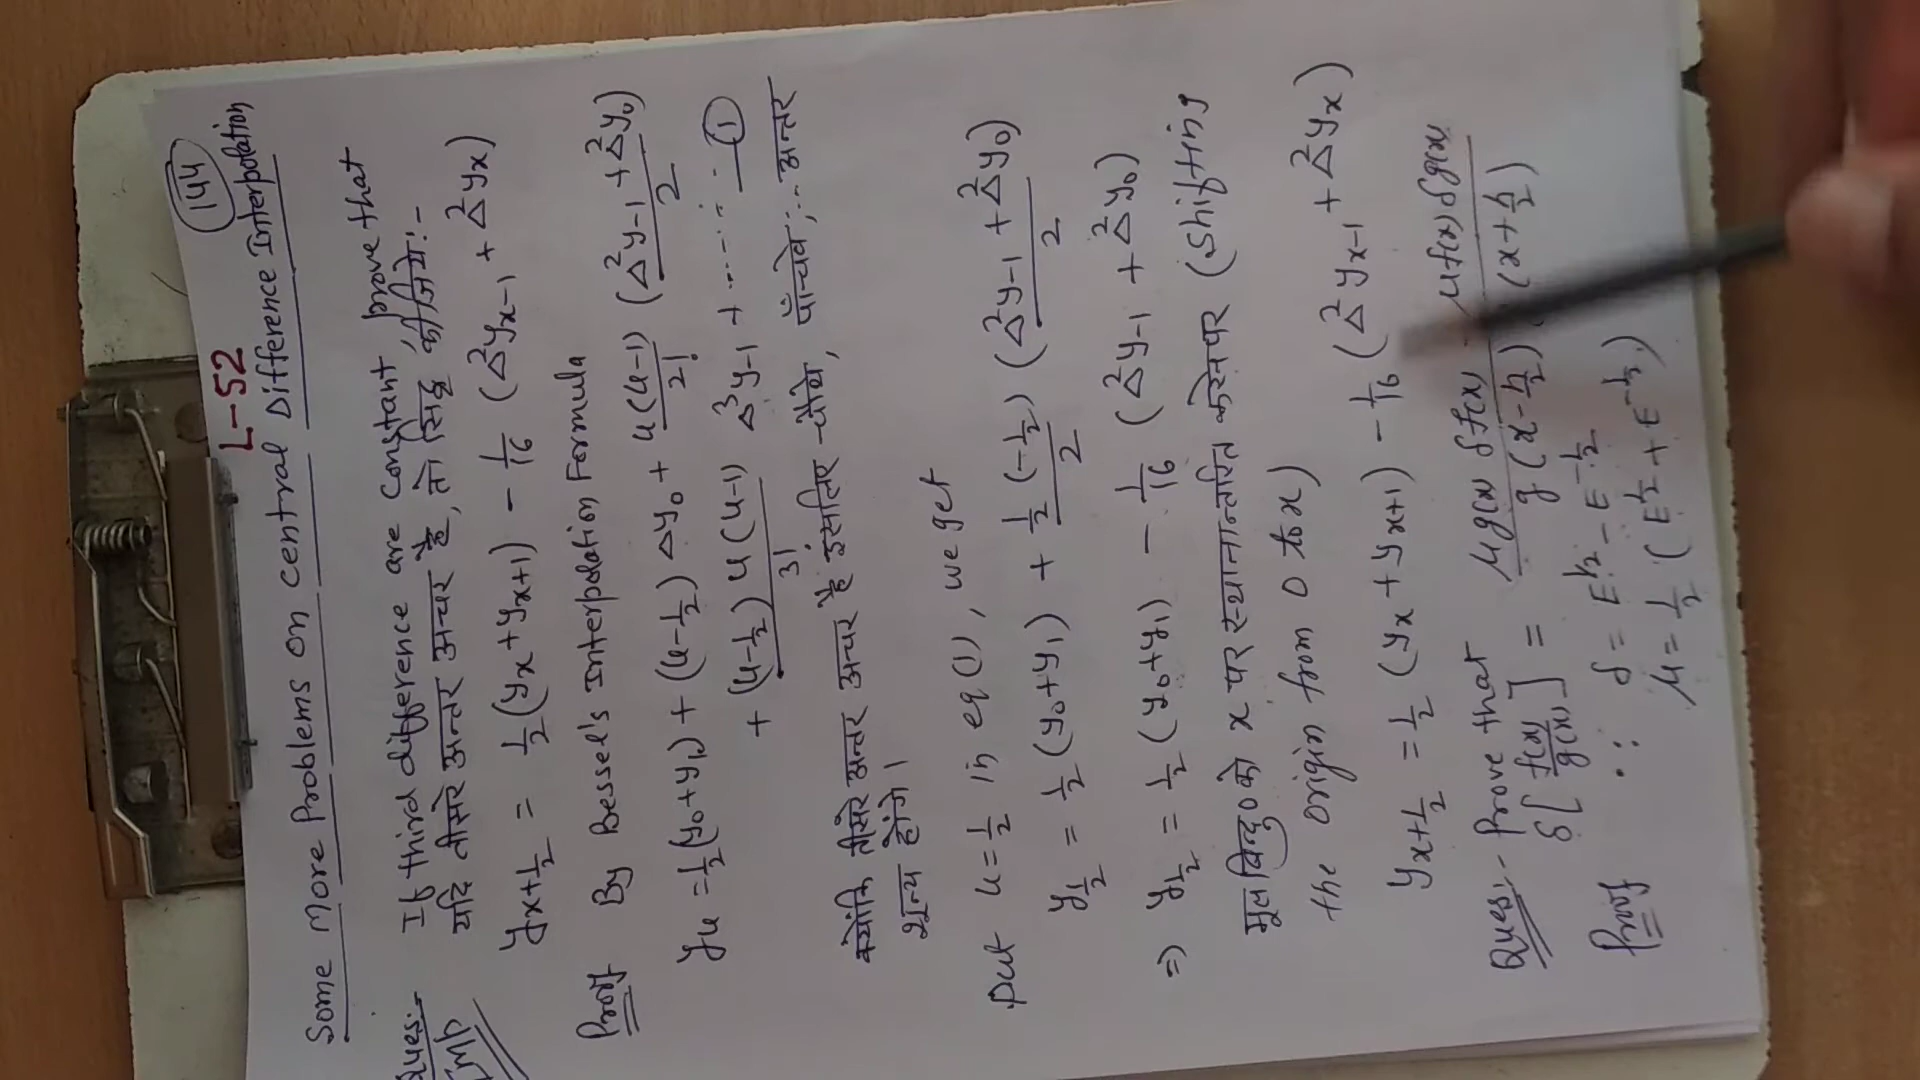 144
L-52
Some More Problems on Central Difference Interpolation
Ques:- If third difference are Constant, prove that
Imp यदि तीसरे अन्तर अचर है, तो सिद्ध कीजिये:-
y_{x+1/2} = 1/2 (y_x + y_{x+1}) - 1/16 (Δ²y_{x-1} + Δ²y_x)
Proof By Bessel's Interpolation Formula
y_u = 1/2 (y_0 + y_1) + (u - 1/2) Δy_0 + u(u-1)/2! (Δ²y_{-1} + Δ²y_0)/2
+ (u - 1/2) u (u-1)/3! Δ³y_{-1} + ...... ①
क्योंकि तीसरे अन्तर अचर है इसलिए चौथे, पाँचवे,... अन्तर
शून्य होंगे।
Put u = 1/2 in eq (1), we get
y_{1/2} = 1/2 (y_0 + y_1) + 1/2 (-1/2)/2 (Δ²y_{-1} + Δ²y_0)/2
⇒ y_{1/2} = 1/2 (y_0 + y_1) - 1/16 (Δ²y_{-1} + Δ²y_0)
मूल बिन्दु 0 को x पर स्थानान्तरित करने पर (Shifting
the origin from 0 to x)
y_{x+1/2} = 1/2 (y_x + y_{x+1}) - 1/16 (Δ²y_{x-1} + Δ²y_x)
Ques:- Prove that
δ[f(x)/g(x)] = μg(x) δf(x) μf(x) δg(x) / g(x - h/2) (x + h/2)
Proof ∵ δ = E^{1/2} - E^{-1/2}
μ = 1/2 (E^{1/2} + E^{-1/2})